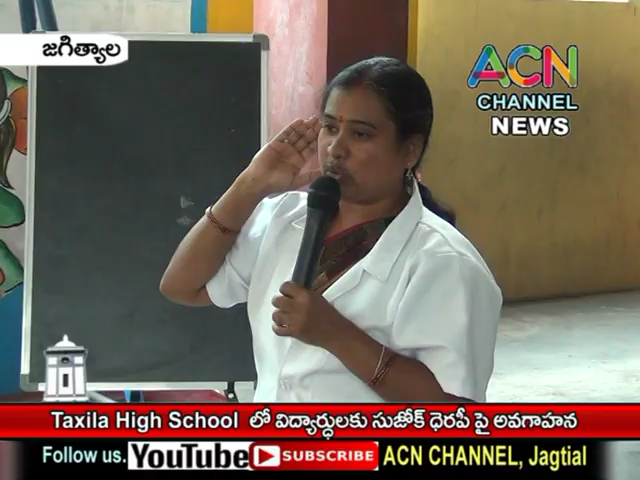 జగిత్యాల
ACN
CHANNEL
NEWS
Taxila High School లో విద్యార్ధులకు సుజోక్ ధెరపీ పై అవగాహన
Follow us. YouTube SUBSCRIBE ACN CHANNEL, Jagtial